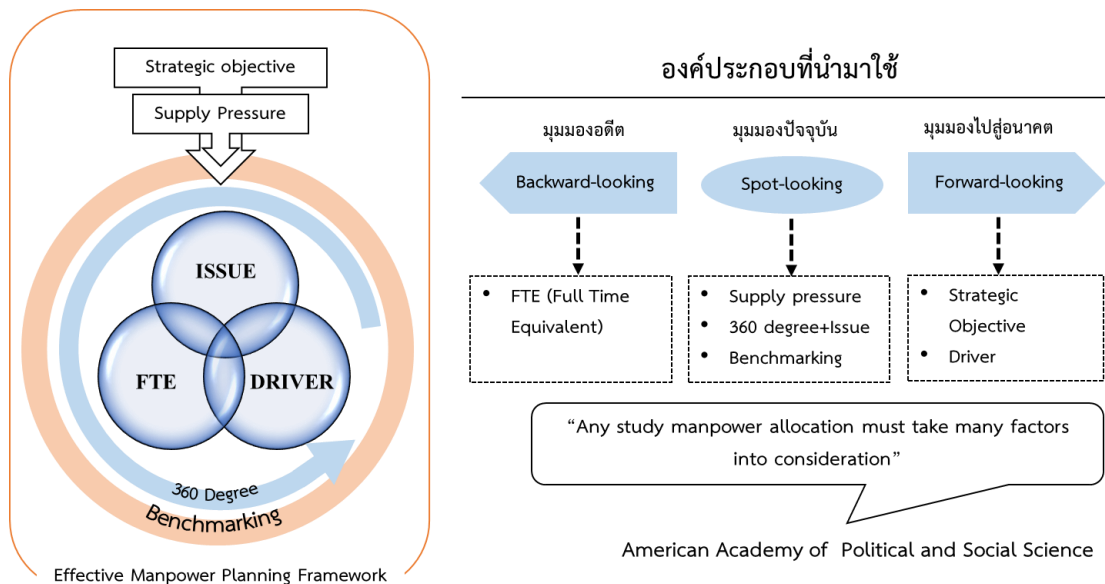 Strategic objective
Supply Pressure
ISSUE
FTE
DRIVER
360 Degree
Benchmarking
Effective Manpower Planning Framework
องค์ประกอบที่นำมาใช้
มุมมองอดีต
มุมมองปัจจุบัน
มุมมองไปสู่อนาคต
Backward-looking
Spot-looking
Forward-looking
• FTE (Full Time
Equivalent)
• Supply pressure
• 360 degree+Issue
• Benchmarking
• Strategic
Objective
• Driver
“Any study manpower allocation must take many factors
into consideration”
American Academy of Political and Social Science